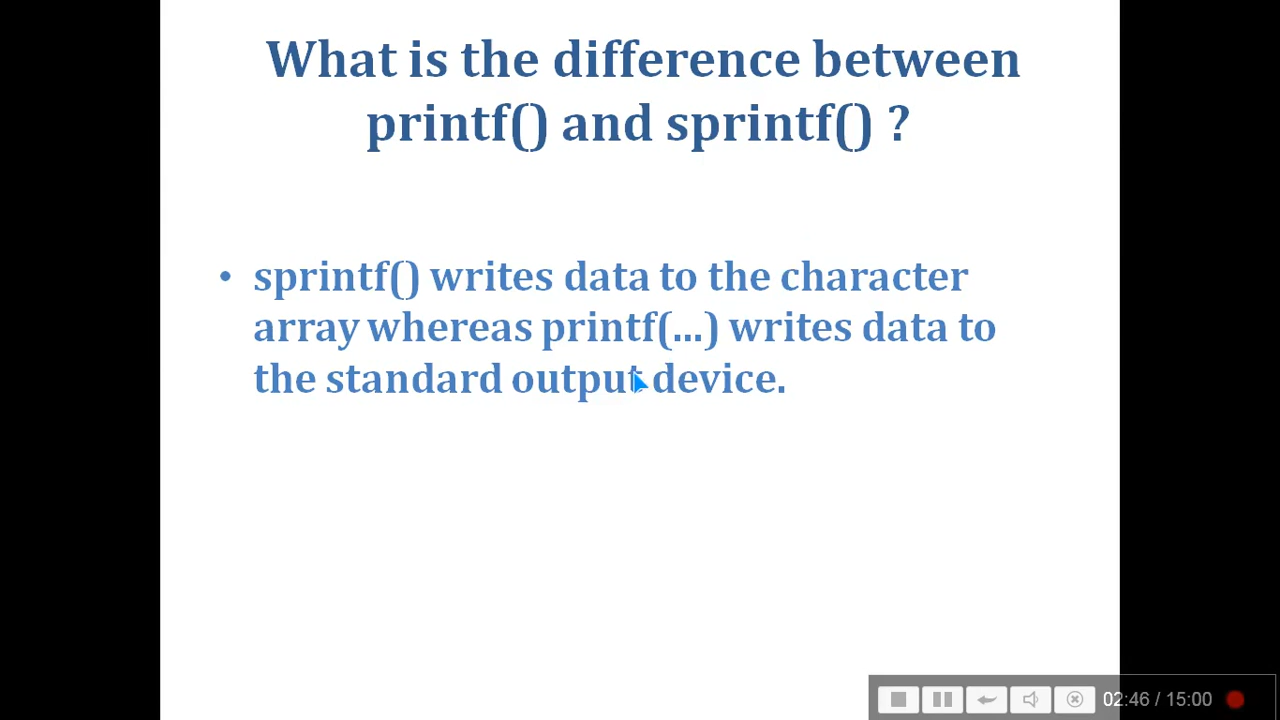 What is the difference between
printf() and sprintf() ?
• sprintf() writes data to the character
array whereas printf(...) writes data to
the standard output device.
02:46 / 15:00